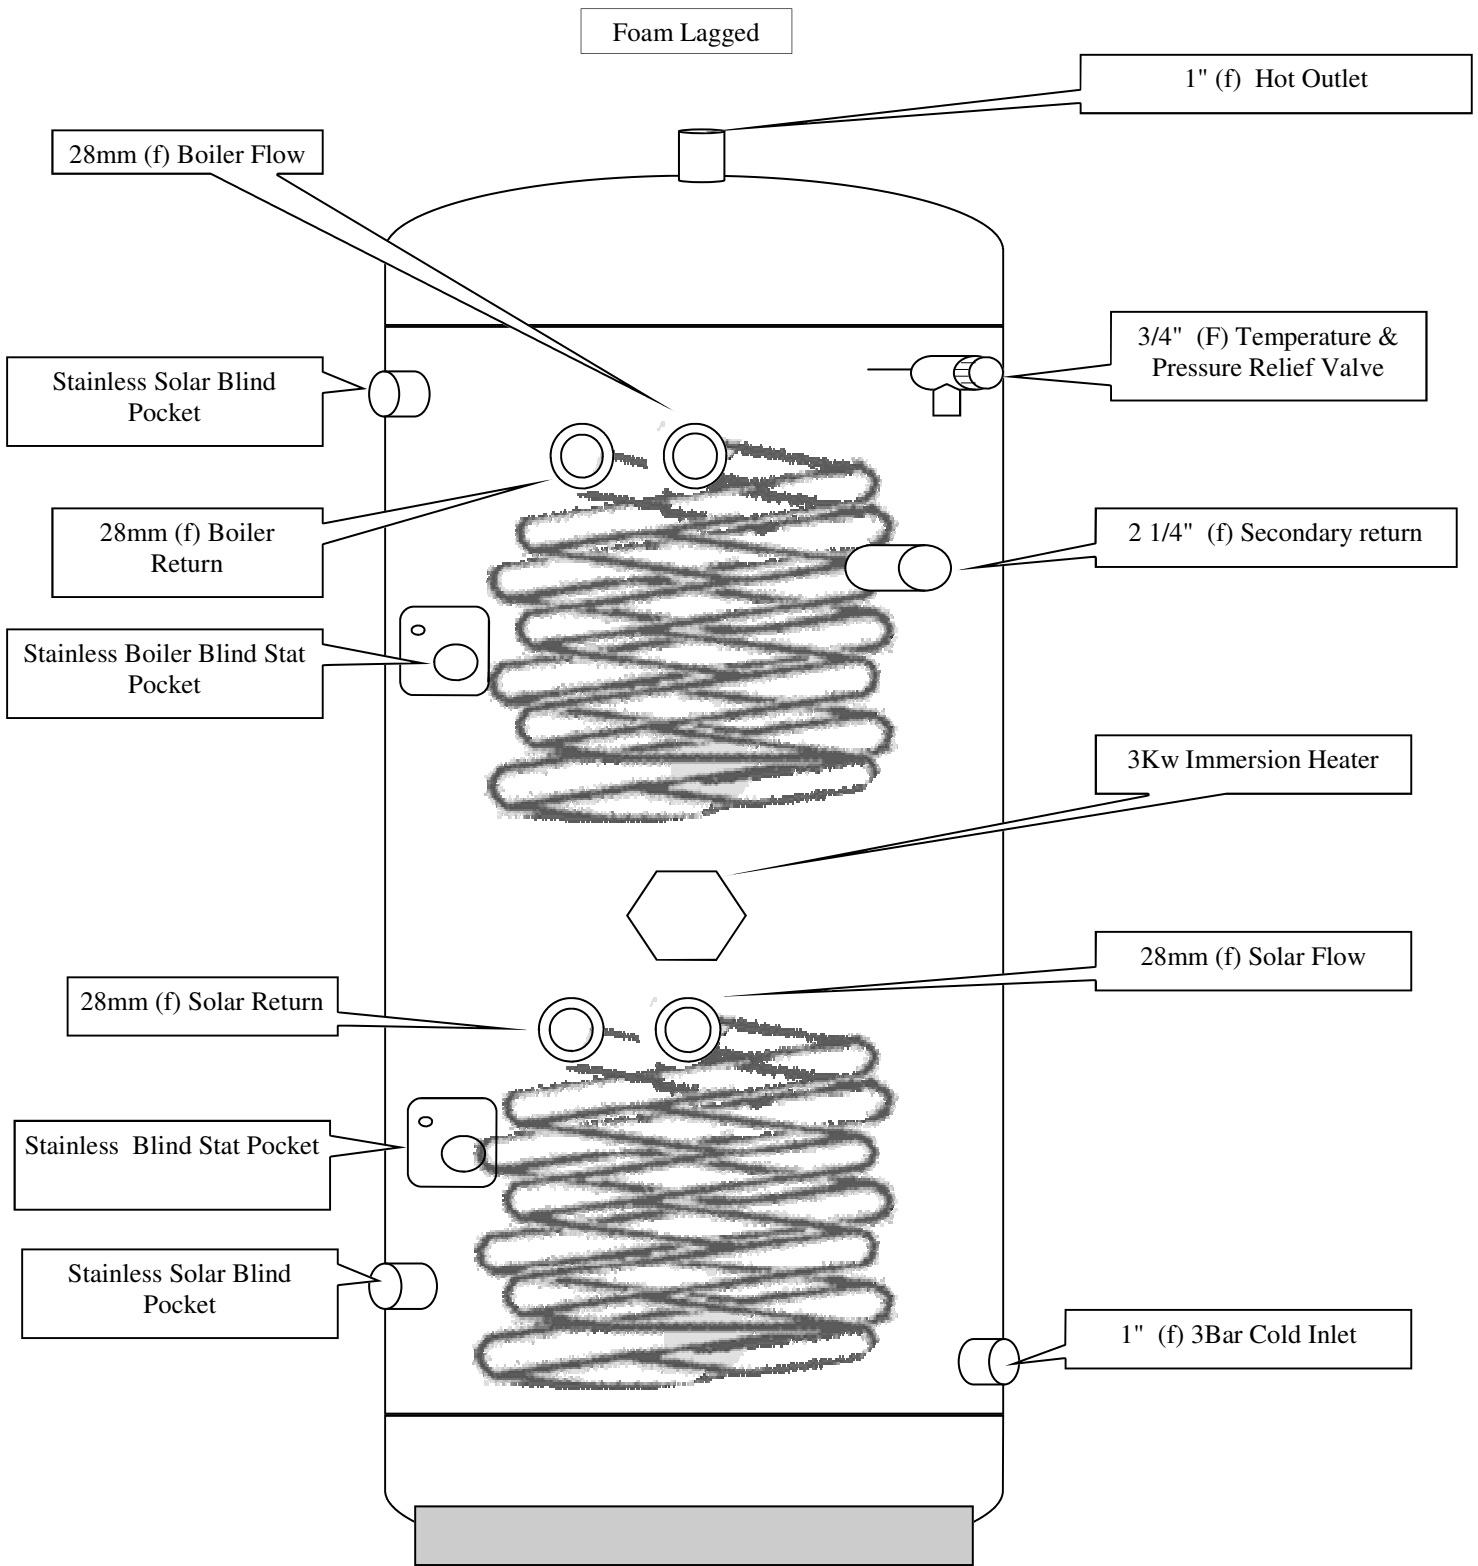 Foam Lagged
1" (f) Hot Outlet
28mm (f) Boiler Flow
3/4" (F) Temperature &
Pressure Relief Valve
Stainless Solar Blind
Pocket
28mm (f) Boiler
Return
2 1/4" (f) Secondary return
Stainless Boiler Blind Stat
Pocket
3Kw Immersion Heater
28mm (f) Solar Flow
28mm (f) Solar Return
Stainless Blind Stat Pocket
Stainless Solar Blind
Pocket
1" (f) 3Bar Cold Inlet